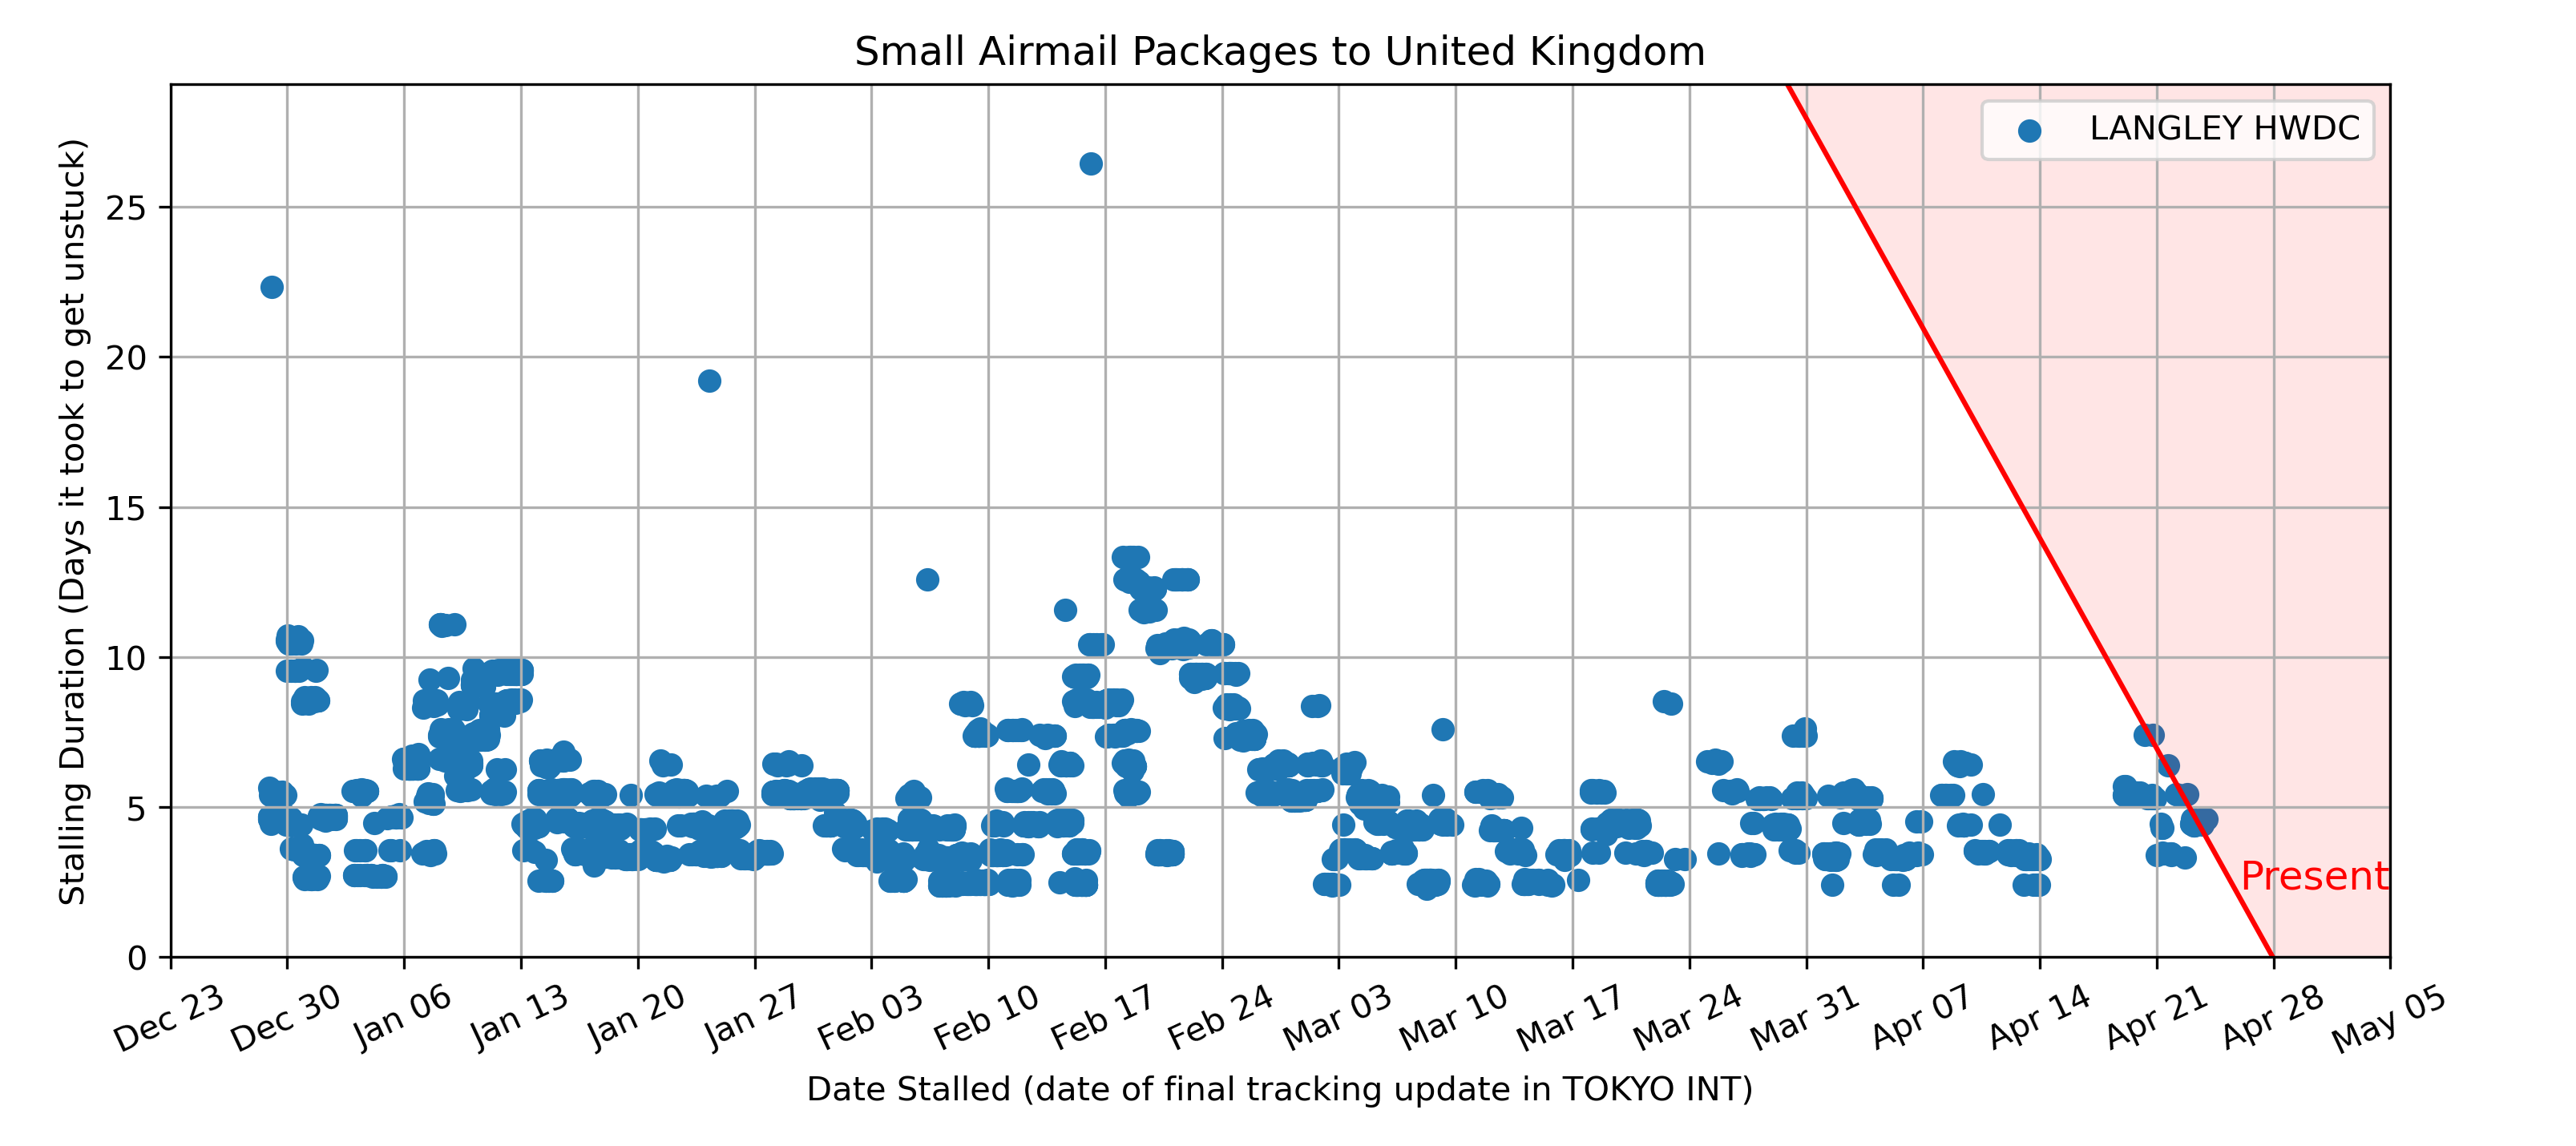 Small Airmail Packages to United Kingdom
LANGLEY HWDC
Stalling Duration (Days it took to get unstuck)
25
20
15
10
5
0
Present
Dec 23
Dec 30
Jan 06
Jan 13
Jan 20
Jan 27
Feb 03
Feb 10
Feb 17
Feb 24
Mar 03
Mar 10
Mar 17
Mar 24
Mar 31
Apr 07
Apr 14
Apr 21
Apr 28
May 05
Date Stalled (date of final tracking update in TOKYO INT)